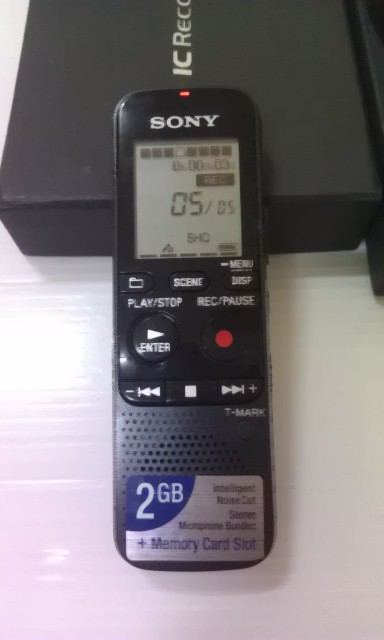 IC RECO
SONY
REC
05/05
SHQ
MENU
SCENE
DISP
PLAY/STOP
REC/PAUSE
ENTER
T-MARK
2GB
Intelligent
Noise Cut
Stereo
Microphone Bundled
+ Memory Card Slot